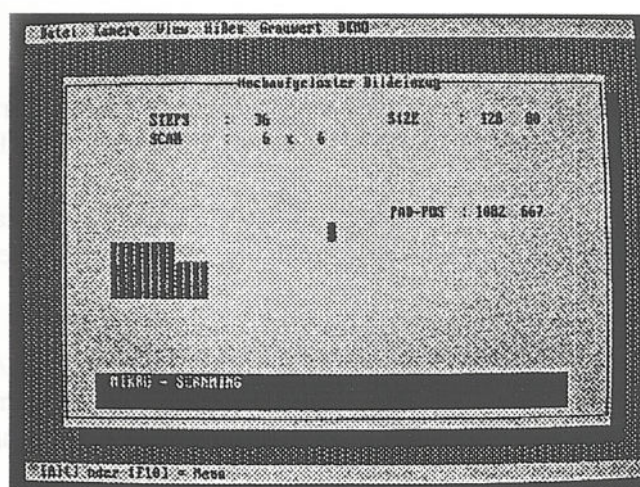 Datei Kamera View HiRes Grauwert DEMO
Hochaufgelöster Bildeinzug
STEPS : 36 SIZE : 128 80
SCAN : 6 x 6
PAD-POS : 1082 667
MIKRO - SCANNING
[Alt] oder [F10] = Menu